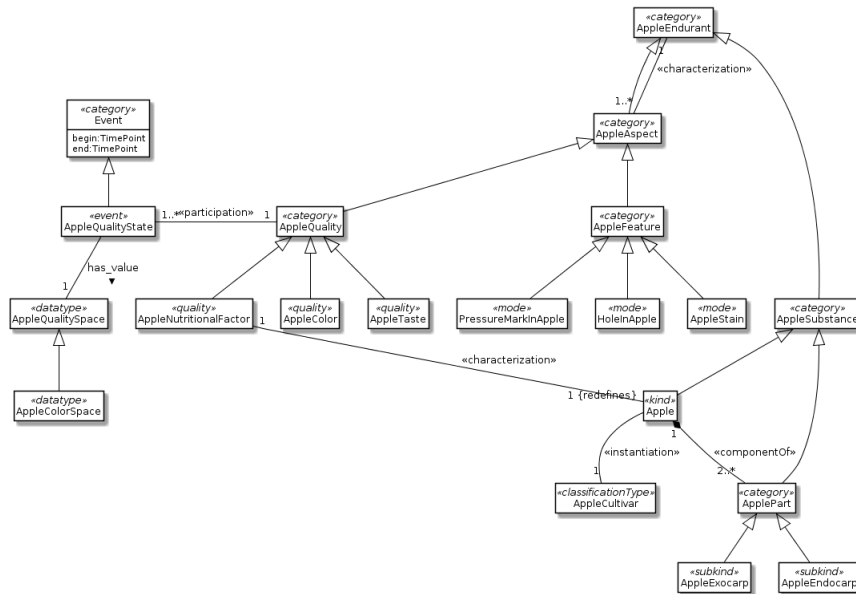 «category»
AppleEndurant
1
«characterization»
1..*
«category»
Event
begin:TimePoint
end:TimePoint
«category»
AppleAspect
«event»
AppleQualityState
1..*
«participation»
1
«category»
AppleQuality
«category»
AppleFeature
has_value
1
«datatype»
AppleQualitySpace
«quality»
AppleNutritionalFactor
«quality»
AppleColor
«quality»
AppleTaste
«mode»
PressureMarkInApple
«mode»
HoleInApple
«mode»
AppleStain
«category»
AppleSubstance
1
«characterization»
1 {redefines}
«datatype»
AppleColorSpace
«kind»
Apple
1
«instantiation»
«componentOf»
1
2..*
«classificationType»
AppleCultivar
«category»
ApplePart
«subkind»
AppleExocarp
«subkind»
AppleEndocarp